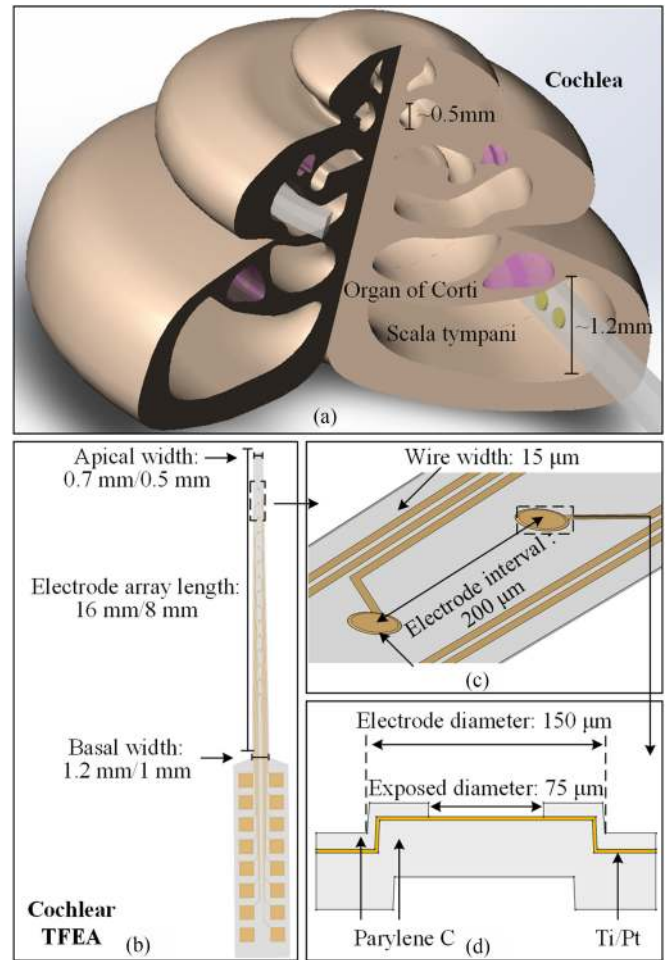 Cochlea
~0.5mm
Organ of Corti
Scala tympani
~1.2mm
(a)
Apical width:
0.7 mm/0.5 mm
Electrode array length:
16 mm/8 mm
Basal width:
1.2 mm/1 mm
Cochlear
TFEA
(b)
Wire width: 15 μm
Electrode interval :
200 μm
(c)
Electrode diameter: 150 μm
Exposed diameter: 75 μm
Parylene C
Ti/Pt
(d)